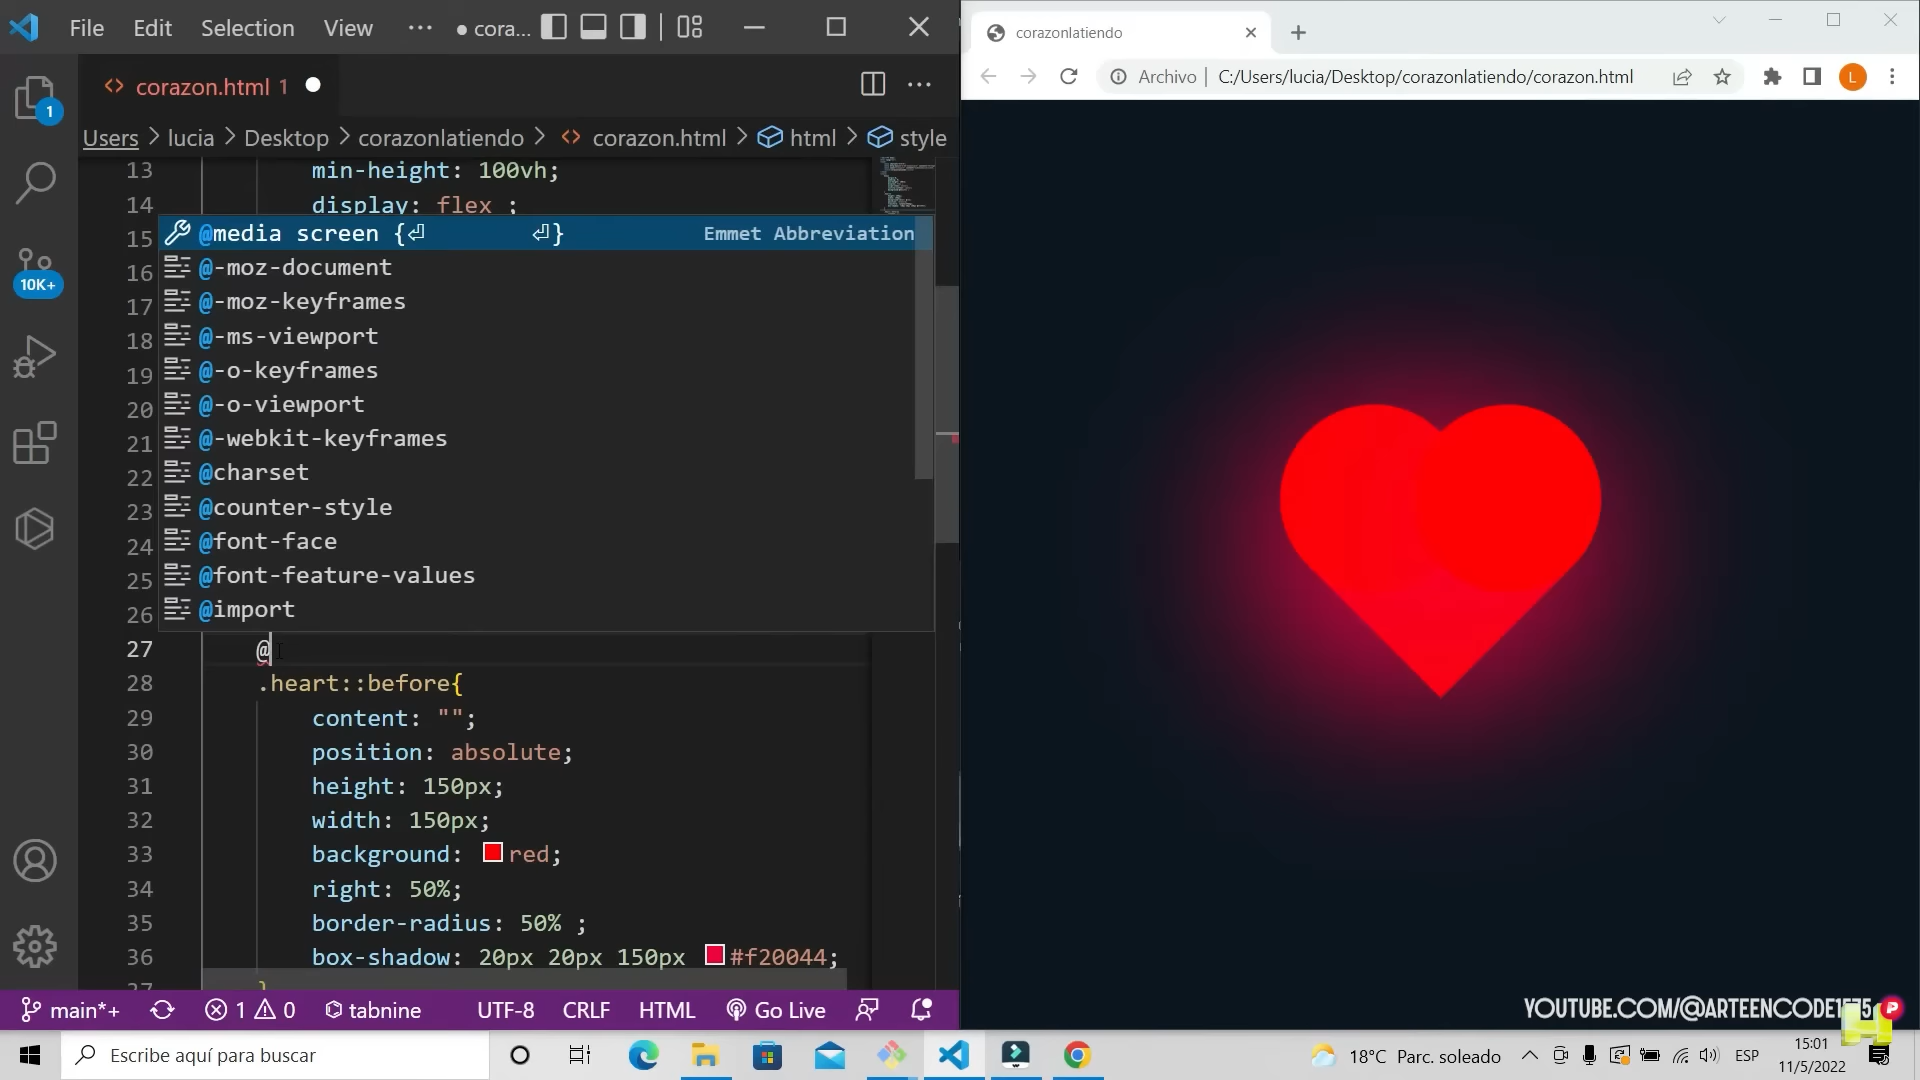 File Edit Selection View ··· ● cora...
corazon.html 1
Users > lucia > Desktop > corazonlatiendo > corazon.html > html > style
13 min-height: 100vh;
14 display: flex ;
15
@media screen {⏎ ⏎} Emmet Abbreviation
16 @-moz-document
17 @-moz-keyframes
18 @-ms-viewport
19 @-o-keyframes
20 @-o-viewport
21 @-webkit-keyframes
22 @charset
23 @counter-style
24 @font-face
25 @font-feature-values
26 @import
27 @
28 .heart::before{
29 content: "";
30 position: absolute;
31 height: 150px;
32 width: 150px;
33 background: red;
34 right: 50%;
35 border-radius: 50% ;
36 box-shadow: 20px 20px 150px #f20044;
37 }
1
10K+
main*+ 1 0 tabnine UTF-8 CRLF HTML Go Live
corazonlatiendo
Archivo | C:/Users/lucia/Desktop/corazonlatiendo/corazon.html
L
YOUTUBE.COM/@ARTEENCODE1575
P
Escribe aquí para buscar
18°C Parc. soleado
ESP
15:01
11/5/2022